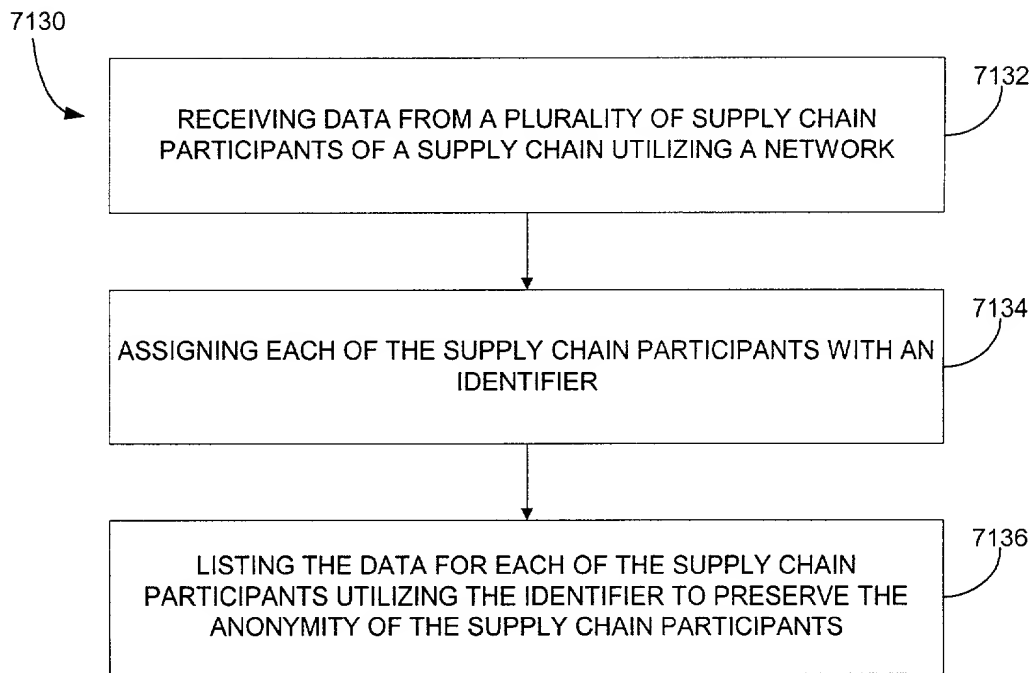 7130
7132
RECEIVING DATA FROM A PLURALITY OF SUPPLY CHAIN
PARTICIPANTS OF A SUPPLY CHAIN UTILIZING A NETWORK
7134
ASSIGNING EACH OF THE SUPPLY CHAIN PARTICIPANTS WITH AN
IDENTIFIER
7136
LISTING THE DATA FOR EACH OF THE SUPPLY CHAIN
PARTICIPANTS UTILIZING THE IDENTIFIER TO PRESERVE THE
ANONYMITY OF THE SUPPLY CHAIN PARTICIPANTS